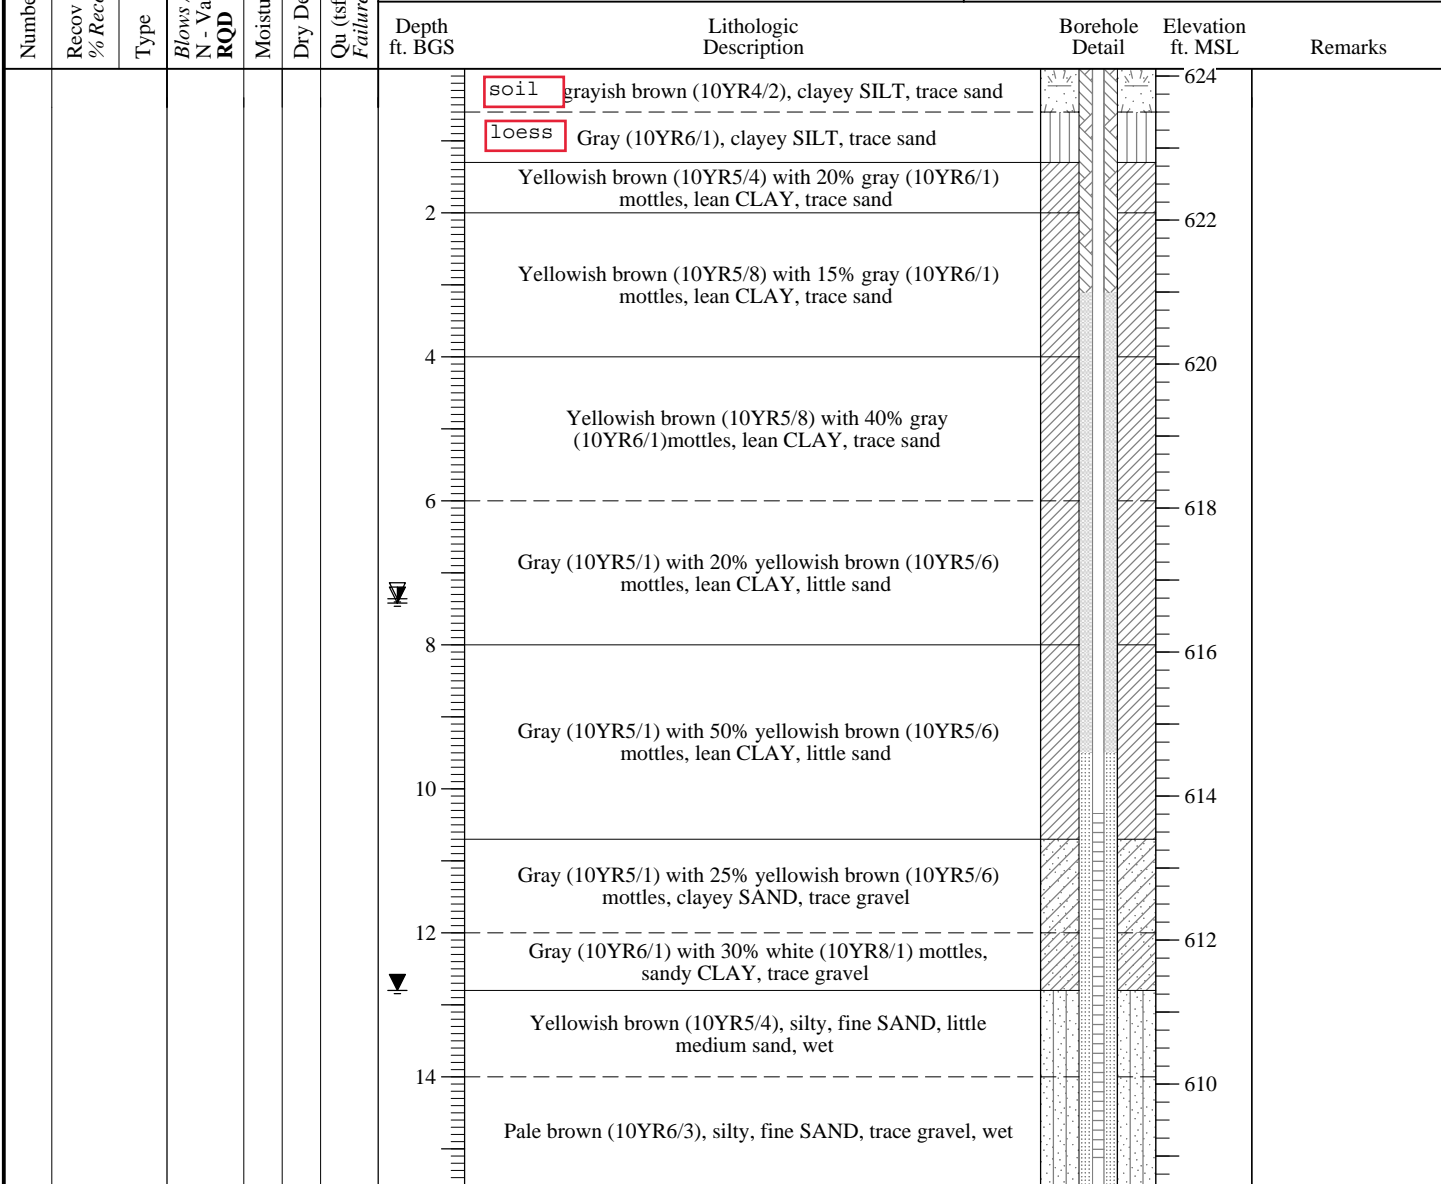 Number
Recov
% Rece
Type
Blows
N - Va
RQD
Moistu
Dry De
Qu (tsf
Failure
Depth
ft. BGS
Lithologic
Description
Borehole
Detail
Elevation
ft. MSL
Remarks
soil grayish brown (10YR4/2), clayey SILT, trace sand
624
loess Gray (10YR6/1), clayey SILT, trace sand
Yellowish brown (10YR5/4) with 20% gray (10YR6/1)
mottles, lean CLAY, trace sand
2
622
Yellowish brown (10YR5/8) with 15% gray (10YR6/1)
mottles, lean CLAY, trace sand
4
620
Yellowish brown (10YR5/8) with 40% gray
(10YR6/1)mottles, lean CLAY, trace sand
6
618
Gray (10YR5/1) with 20% yellowish brown (10YR5/6)
mottles, lean CLAY, little sand
8
616
Gray (10YR5/1) with 50% yellowish brown (10YR5/6)
mottles, lean CLAY, little sand
10
614
Gray (10YR5/1) with 25% yellowish brown (10YR5/6)
mottles, clayey SAND, trace gravel
12
612
Gray (10YR6/1) with 30% white (10YR8/1) mottles,
sandy CLAY, trace gravel
Yellowish brown (10YR5/4), silty, fine SAND, little
medium sand, wet
14
610
Pale brown (10YR6/3), silty, fine SAND, trace gravel, wet